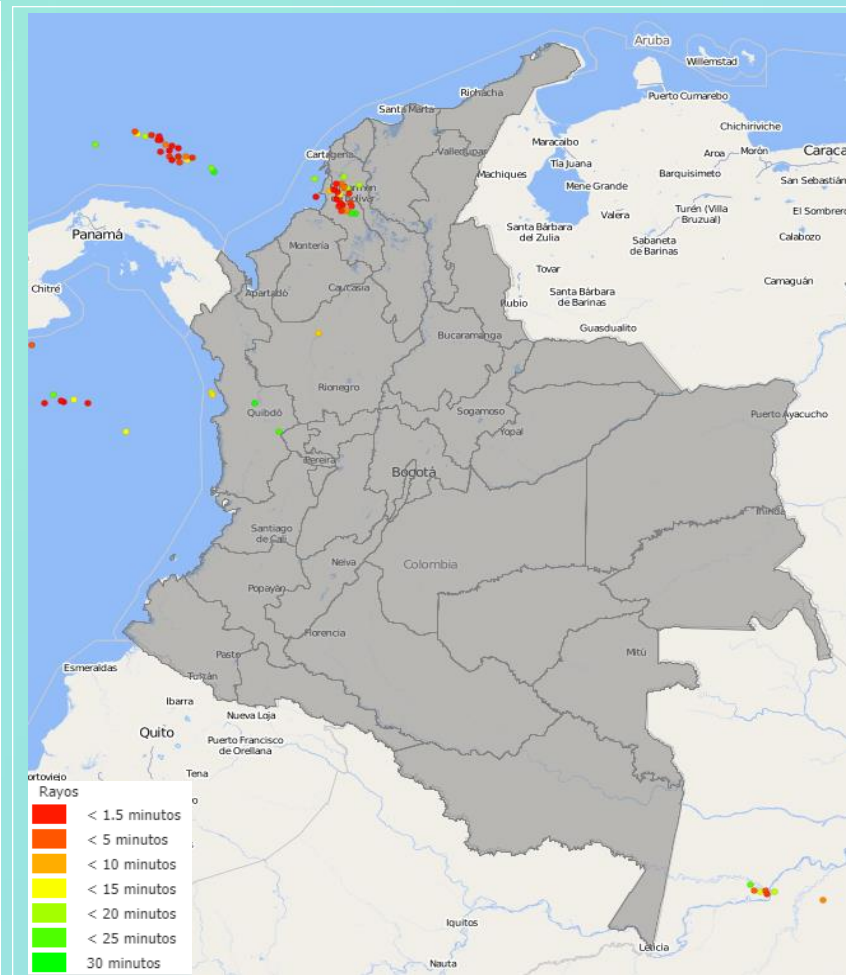 Aruba
Willemstad
Riohacha
Puerto Cumarebo
Santa Marta
Chichiriviche
Maracaibo
Cartagena
Valledupar
Caraca
Aroa
Morón
Tía Juana
Barquisimeto
Machiques
San Sebastián
Mene Grande
Turén (Villa
Bruzual)
El Sombrero
Valera
Santa Bárbara
del Zulia
Panamá
Sabaneta
de Barinas
Calabozo
Montería
Tovar
Camaguán
Chitré
Caucasia
Apartadó
Santa Bárbara
de Barinas
Rubio
Guasdualito
Bucaramanga
Rionegro
Quibdó
Sogamoso
Puerto Ayacucho
Yopal
Pereira
Bogotá
Santiago
de Cali
Neiva
Colombia
Popayán
Florencia
Mitú
Pasto
Esmeraldas
Tulcán
Ibarra
Nueva Loja
Quito
Puerto Francisco
de Orellana
Tena
ortoviejo
Rayos
< 1.5 minutos
< 5 minutos
< 10 minutos
< 15 minutos
< 20 minutos
< 25 minutos
30 minutos
Iquitos
Leticia
Nauta